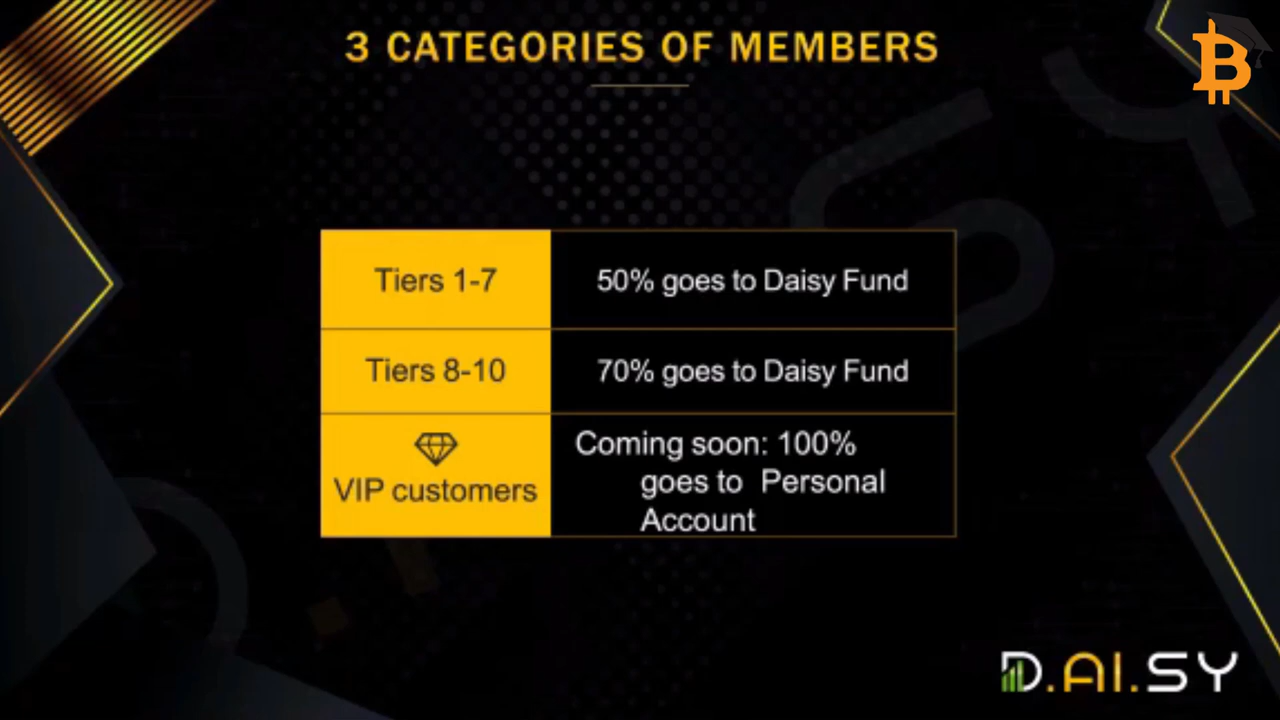 3 CATEGORIES OF MEMBERS
Tiers 1-7
50% goes to Daisy Fund
Tiers 8-10
70% goes to Daisy Fund
VIP customers
Coming soon: 100%
goes to Personal
Account
D.AI.SY